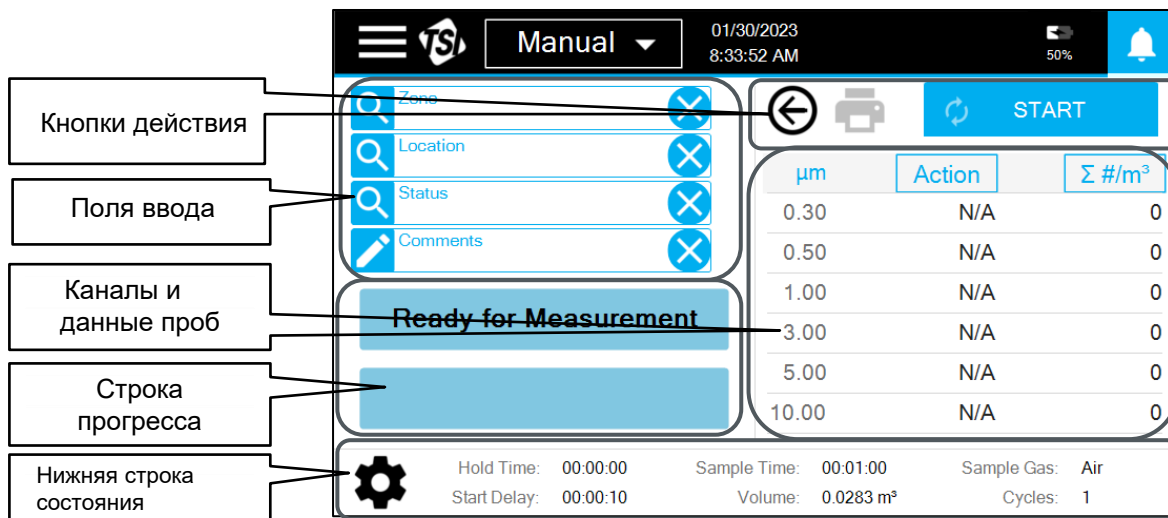 TSI
Manual
01/30/2023
8:33:52 AM
50%
Кнопки действия
Поля ввода
Каналы и
данные проб
Строка
прогресса
Нижняя строка
состояния
Zone
Location
Status
Comments
Ready for Measurement
START
µm Action Σ #/m³
0.30 N/A 0
0.50 N/A 0
1.00 N/A 0
3.00 N/A 0
5.00 N/A 0
10.00 N/A 0
Hold Time: 00:00:00 Sample Time: 00:01:00 Sample Gas: Air
Start Delay: 00:00:10 Volume: 0.0283 m³ Cycles: 1